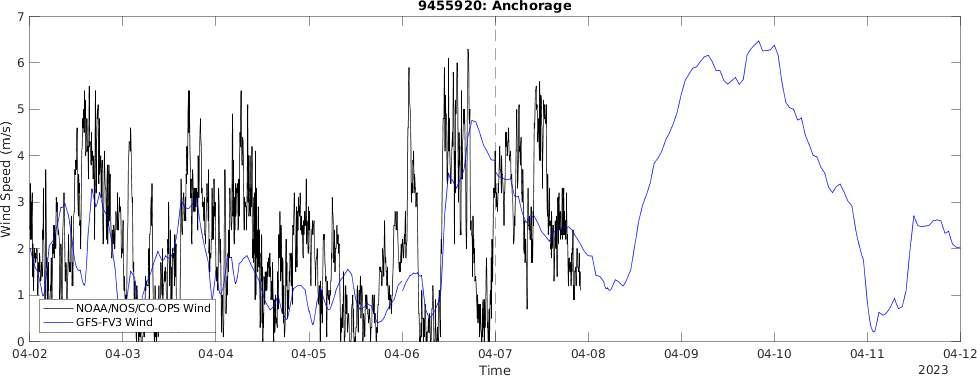 9455920: Anchorage
Wind Speed (m/s)
7
6
5
4
3
2
1
0
NOAA/NOS/CO-OPS Wind
GFS-FV3 Wind
04-02 04-03 04-04 04-05 04-06 04-07 04-08 04-09 04-10 04-11 04-12
Time
2023